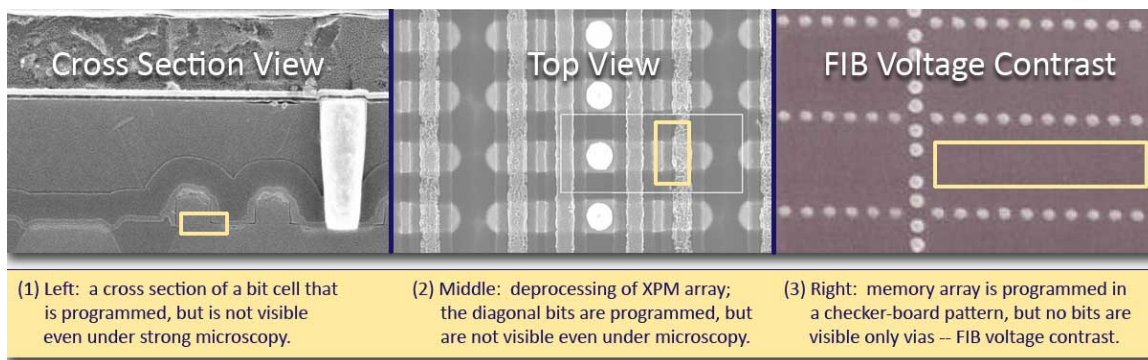 Cross Section View
Top View
FIB Voltage Contrast
(1) Left:  a cross section of a bit cell that
is programmed, but is not visible
even under strong microscopy.
(2) Middle:  deprocessing of XPM array;
the diagonal bits are programmed, but
are not visible even under microscopy.
(3) Right:  memory array is programmed in
a checker-board pattern, but no bits are
visible only vias -- FIB voltage contrast.